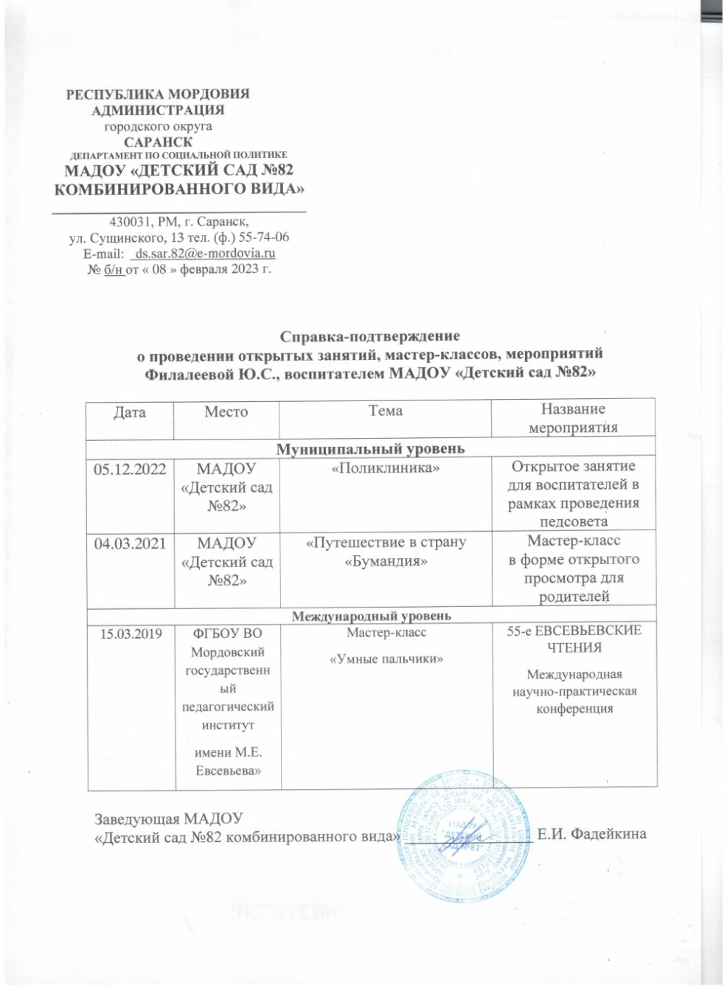 РЕСПУБЛИКА МОРДОВИЯ
АДМИНИСТРАЦИЯ
городского округа
САРАНСК
ДЕПАРТАМЕНТ ПО СОЦИАЛЬНОЙ ПОЛИТИКЕ
МАДОУ «ДЕТСКИЙ САД №82
КОМБИНИРОВАННОГО ВИДА»
430031, РМ, г. Саранск,
ул. Сущинского, 13 тел. (ф.) 55-74-06
E-mail: ds.sar.82@e-mordovia.ru
№ б/н от « 08 » февраля 2023 г.
Справка-подтверждение
о проведении открытых занятий, мастер-классов, мероприятий
Филалеевой Ю.С., воспитателем МАДОУ «Детский сад №82»
Дата
Место
Тема
Название
мероприятия
Муниципальный уровень
05.12.2022
МАДОУ
«Детский сад
№82»
«Поликлиника»
Открытое занятие
для воспитателей в
рамках проведения
педсовета
04.03.2021
МАДОУ
«Детский сад
№82»
«Путешествие в страну
«Бумандия»
Мастер-класс
в форме открытого
просмотра для
родителей
Международный уровень
15.03.2019
ФГБОУ ВО
Мордовский
государственн
ый
педагогический
институт
имени М.Е.
Евсевьева»
Мастер-класс
«Умные пальчики»
55-е ЕВСЕВЬЕВСКИЕ
ЧТЕНИЯ
Международная
научно-практическая
конференция
Заведующая МАДОУ
«Детский сад №82 комбинированного вида»
Е.И. Фадейкина
МАДОУ
"ДЕТСКИЙ
САД №82"